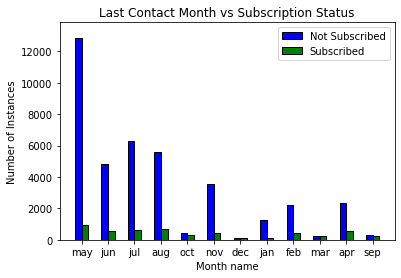 Last Contact Month vs Subscription Status
Not Subscribed
Subscribed
Number of Instances
12000
10000
8000
6000
4000
2000
0
may jun jul aug oct nov dec jan feb mar apr sep
Month name